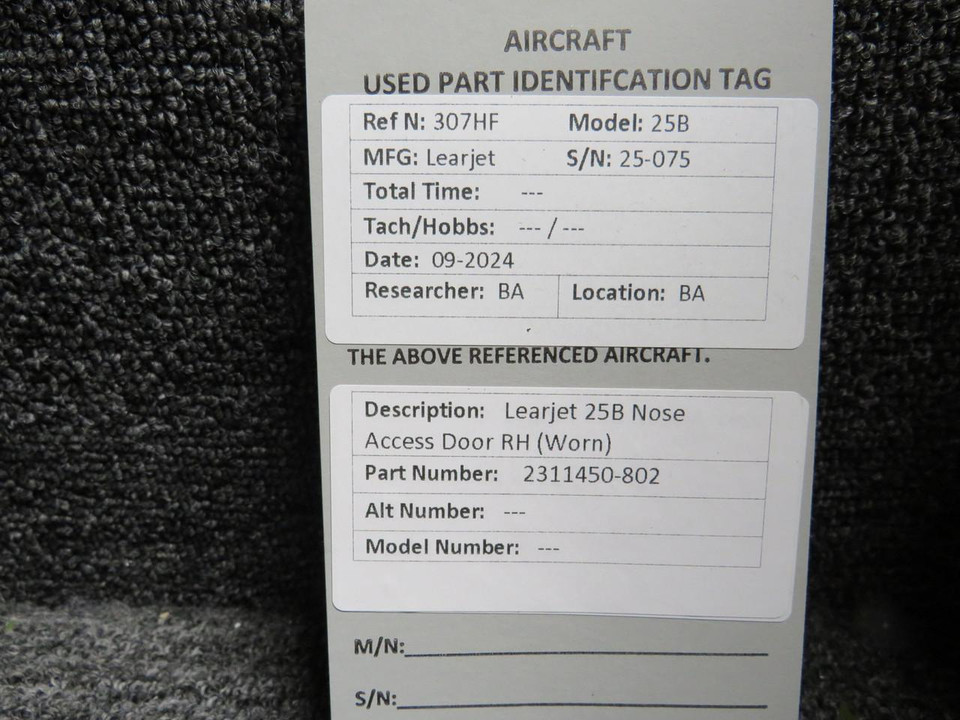 AIRCRAFT
USED PART IDENTIFCATION TAG
Ref N: 307HF Model: 25B
MFG: Learjet S/N: 25-075
Total Time: ---
Tach/Hobbs: --- / ---
Date: 09-2024
Researcher: BA Location: BA
THE ABOVE REFERENCED AIRCRAFT.
Description: Learjet 25B Nose
Access Door RH (Worn)
Part Number: 2311450-802
Alt Number: ---
Model Number: ---
M/N:
S/N: